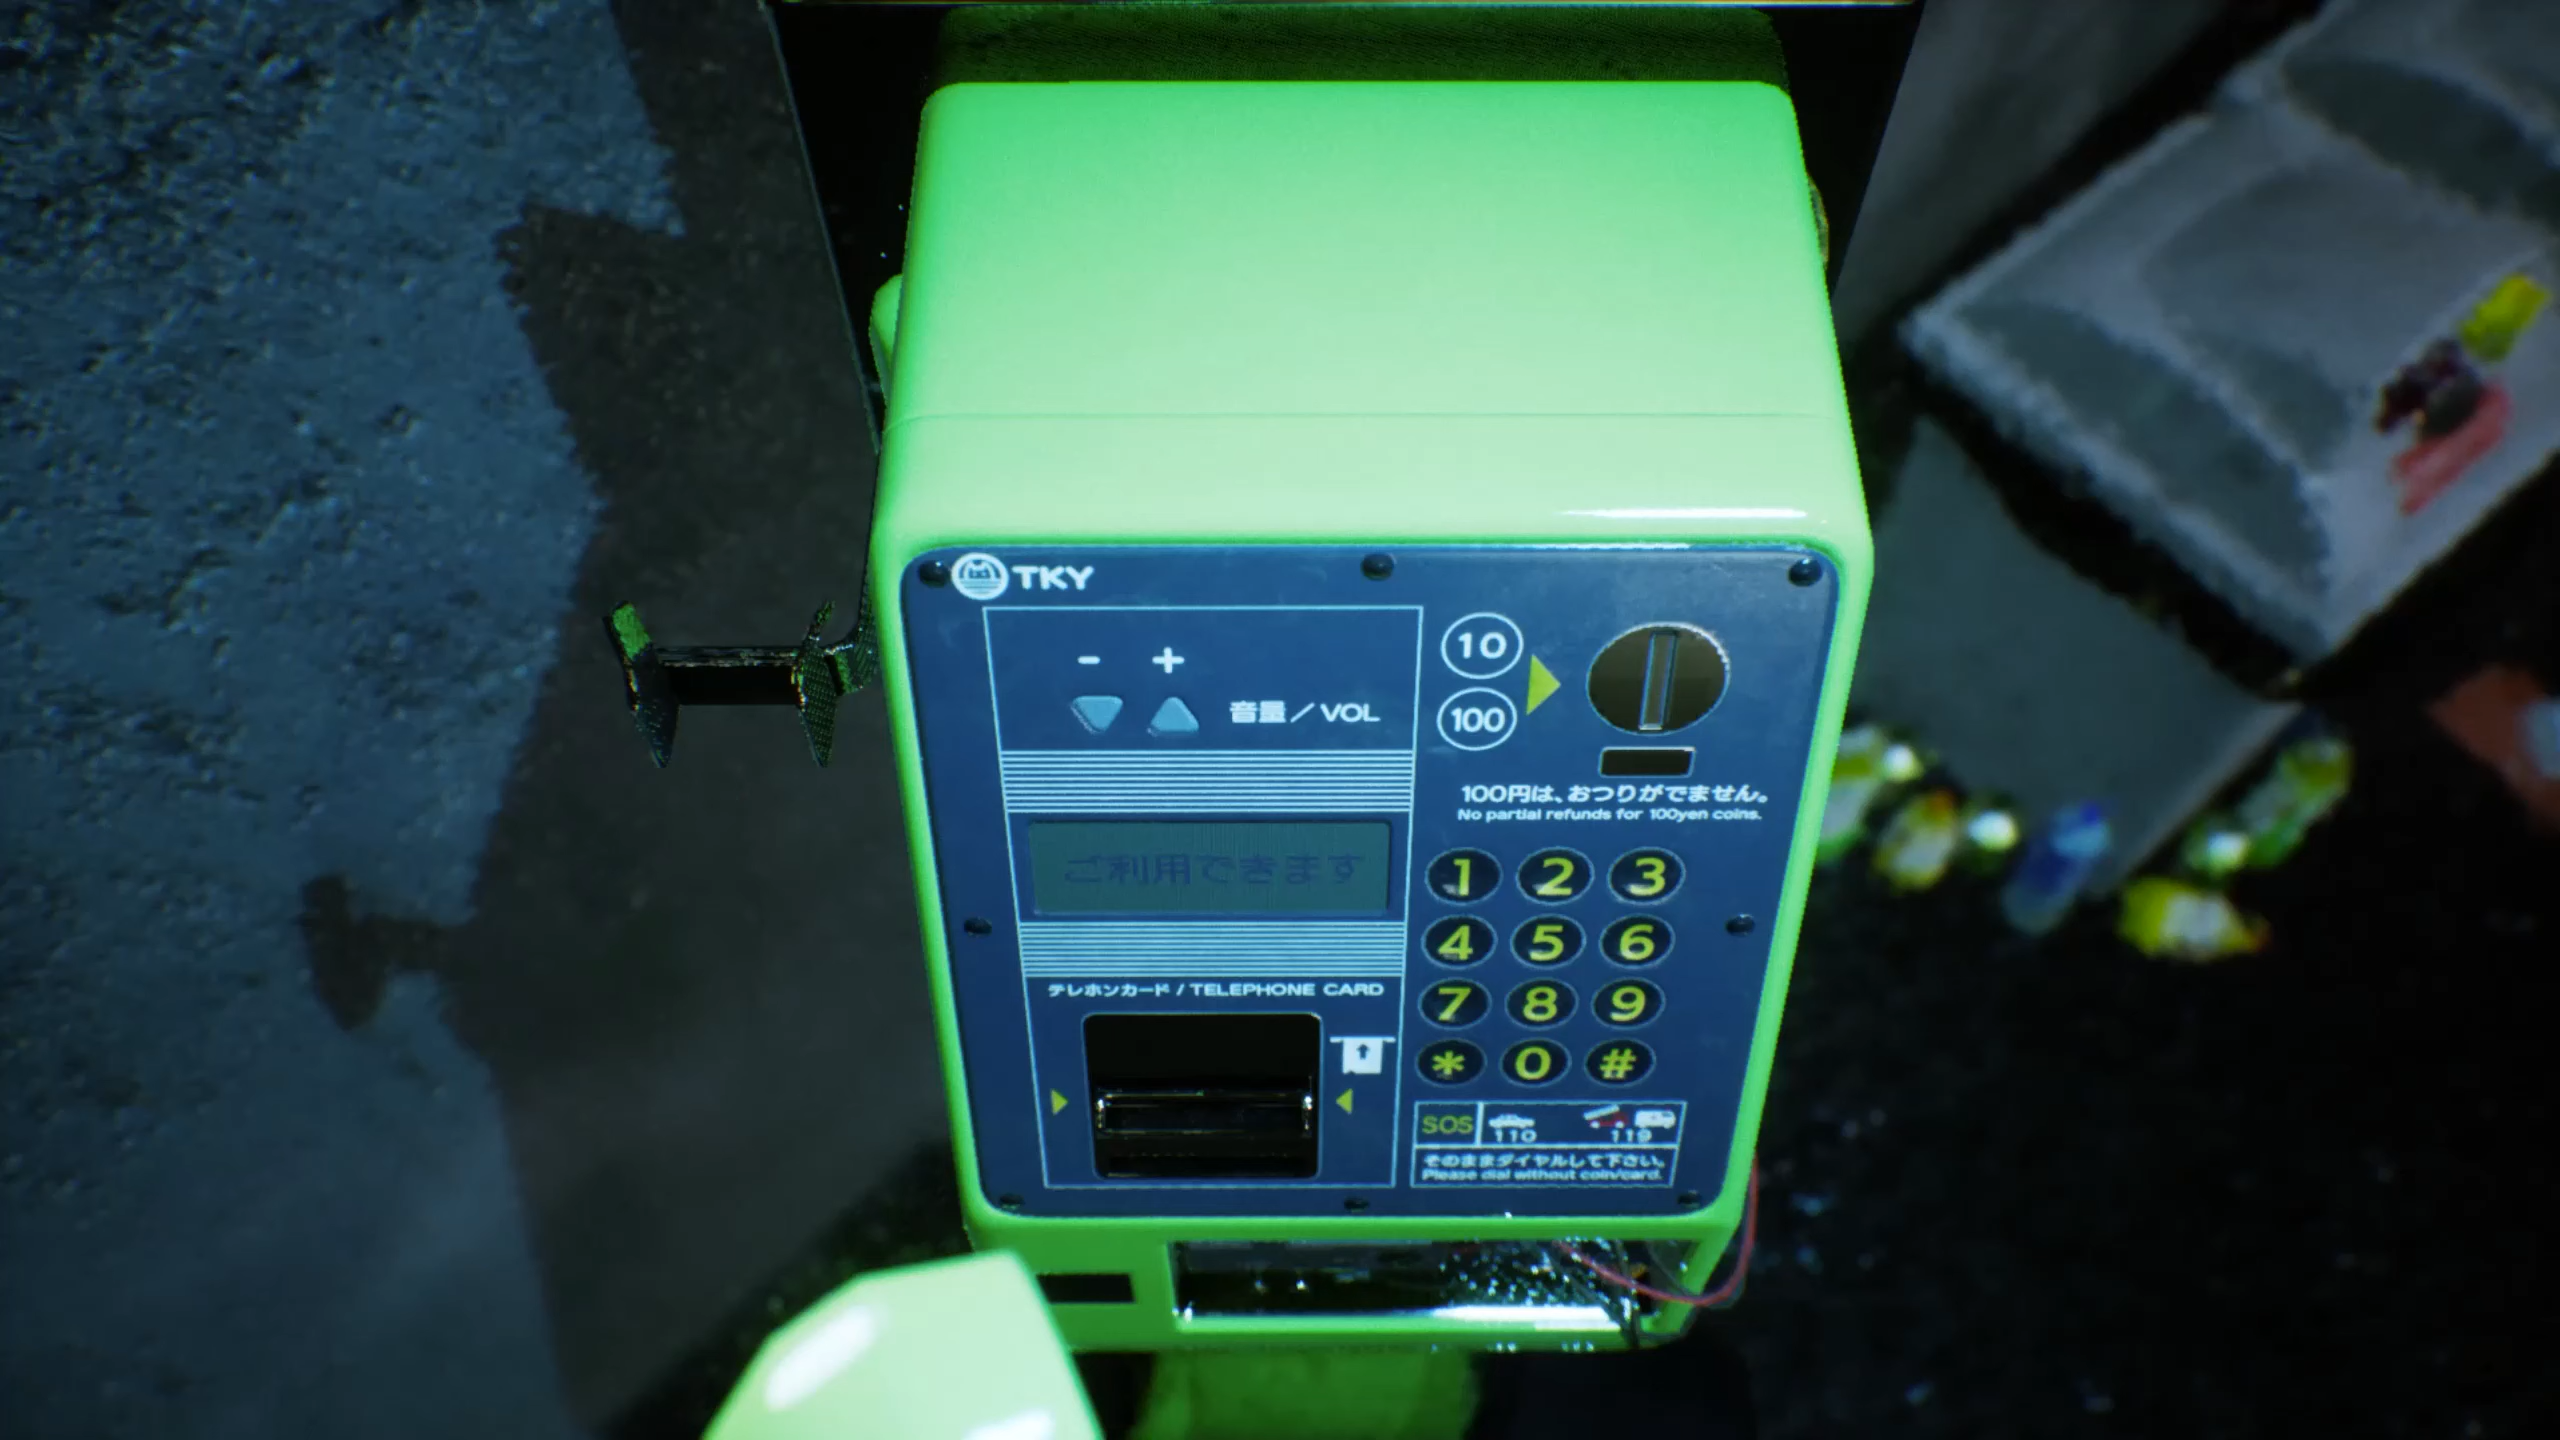 TKY
- +
音量／VOL
10
100
100円は、おつりがでません。
No partial refunds for 100yen coins.
ご利用できます
1 2 3
4 5 6
7 8 9
* 0 #
テレホンカード / TELEPHONE CARD
SOS 110 119
そのままダイヤルして下さい。
Please dial without coin/card.